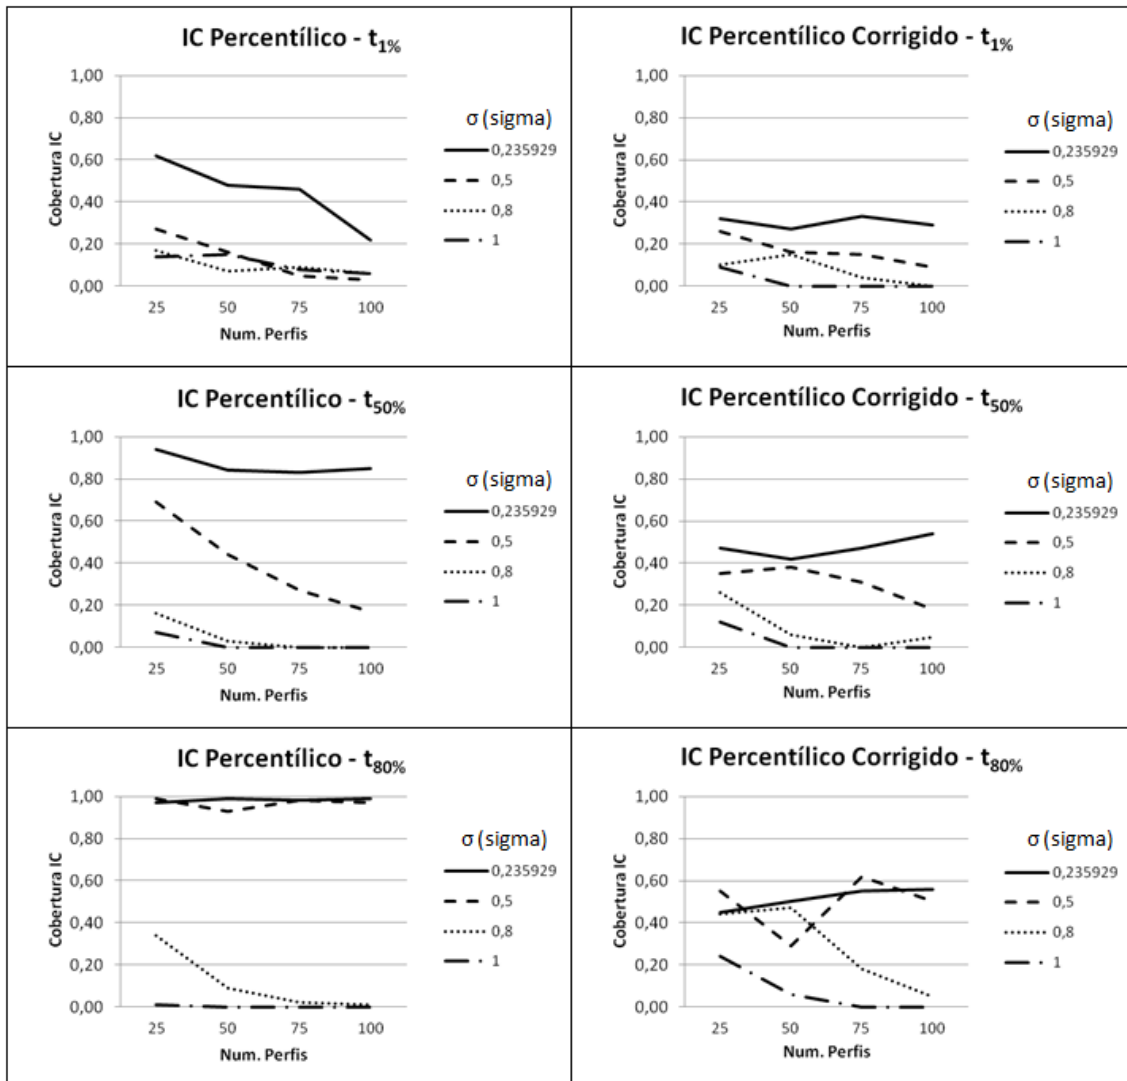 IC Percentílico - t1%
σ (sigma)
Cobertura IC
1,00
0,80
0,60
0,40
0,20
0,00
25 50 75 100
Num. Perfis
0,235929
0,5
0,8
1
IC Percentílico Corrigido - t1%
σ (sigma)
Cobertura IC
1,00
0,80
0,60
0,40
0,20
0,00
25 50 75 100
Num. Perfis
0,235929
0,5
0,8
1
IC Percentílico - t50%
σ (sigma)
Cobertura IC
1,00
0,80
0,60
0,40
0,20
0,00
25 50 75 100
Num. Perfis
0,235929
0,5
0,8
1
IC Percentílico Corrigido - t50%
σ (sigma)
Cobertura IC
1,00
0,80
0,60
0,40
0,20
0,00
25 50 75 100
Num. Perfis
0,235929
0,5
0,8
1
IC Percentílico - t80%
σ (sigma)
Cobertura IC
1,00
0,80
0,60
0,40
0,20
0,00
25 50 75 100
Num. Perfis
0,235929
0,5
0,8
1
IC Percentílico Corrigido - t80%
σ (sigma)
Cobertura IC
1,00
0,80
0,60
0,40
0,20
0,00
25 50 75 100
Num. Perfis
0,235929
0,5
0,8
1